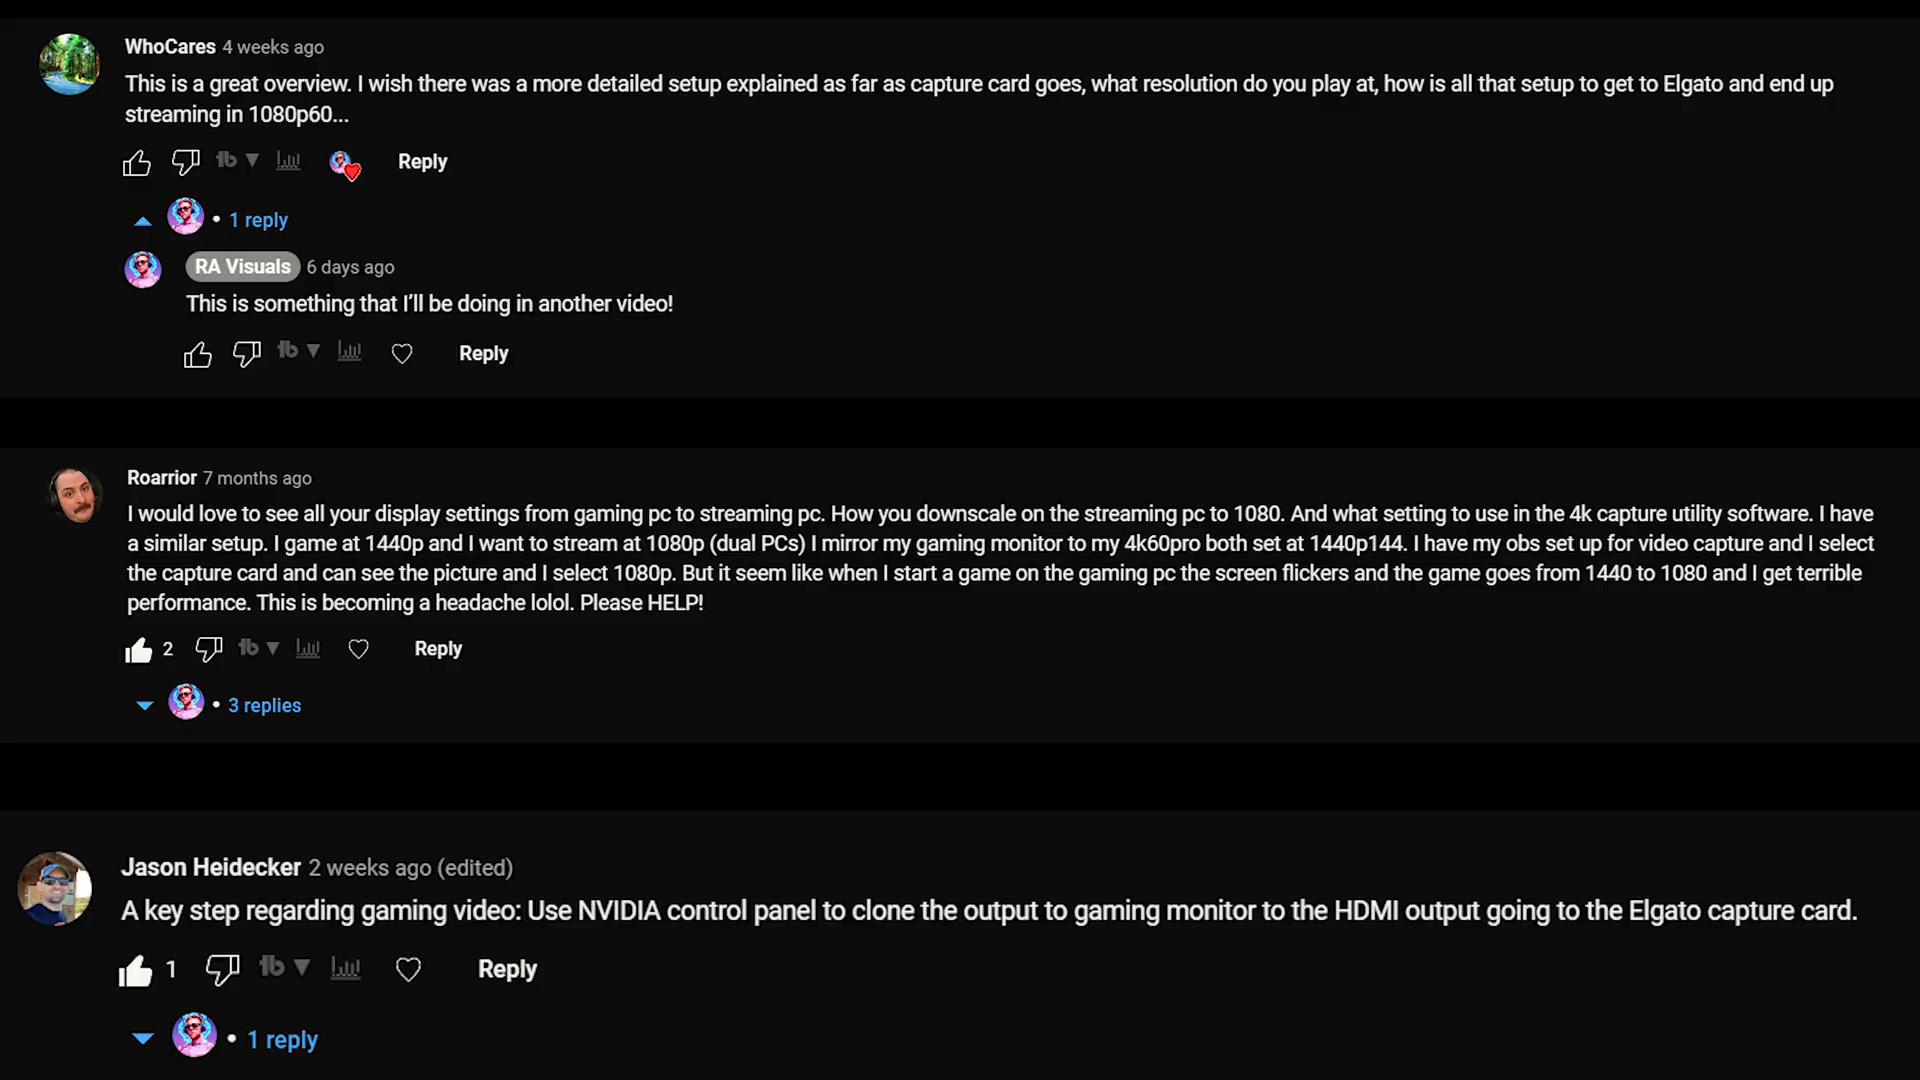 WhoCares 4 weeks ago
This is a great overview. I wish there was a more detailed setup explained as far as capture card goes, what resolution do you play at, how is all that setup to get to Elgato and end up
streaming in 1080p60...
Reply
• 1 reply
RA Visuals 6 days ago
This is something that I’ll be doing in another video!
Reply
Roarrior 7 months ago
I would love to see all your display settings from gaming pc to streaming pc. How you downscale on the streaming pc to 1080. And what setting to use in the 4k capture utility software. I have
a similar setup. I game at 1440p and I want to stream at 1080p (dual PCs) I mirror my gaming monitor to my 4k60pro both set at 1440p144. I have my obs set up for video capture and I select
the capture card and can see the picture and I select 1080p. But it seem like when I start a game on the gaming pc the screen flickers and the game goes from 1440 to 1080 and I get terrible
performance. This is becoming a headache lolol. Please HELP!
2 Reply
• 3 replies
Jason Heidecker 2 weeks ago (edited)
A key step regarding gaming video: Use NVIDIA control panel to clone the output to gaming monitor to the HDMI output going to the Elgato capture card.
1 Reply
• 1 reply